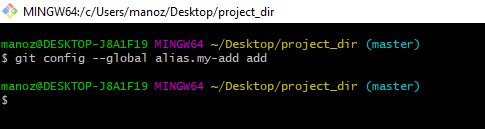 MINGW64:/c/Users/manoz/Desktop/project_dir
manoz@DESKTOP-J8A1F19 MINGW64 ~/Desktop/project_dir (master)
$ git config --global alias.my-add add
manoz@DESKTOP-J8A1F19 MINGW64 ~/Desktop/project_dir (master)
$